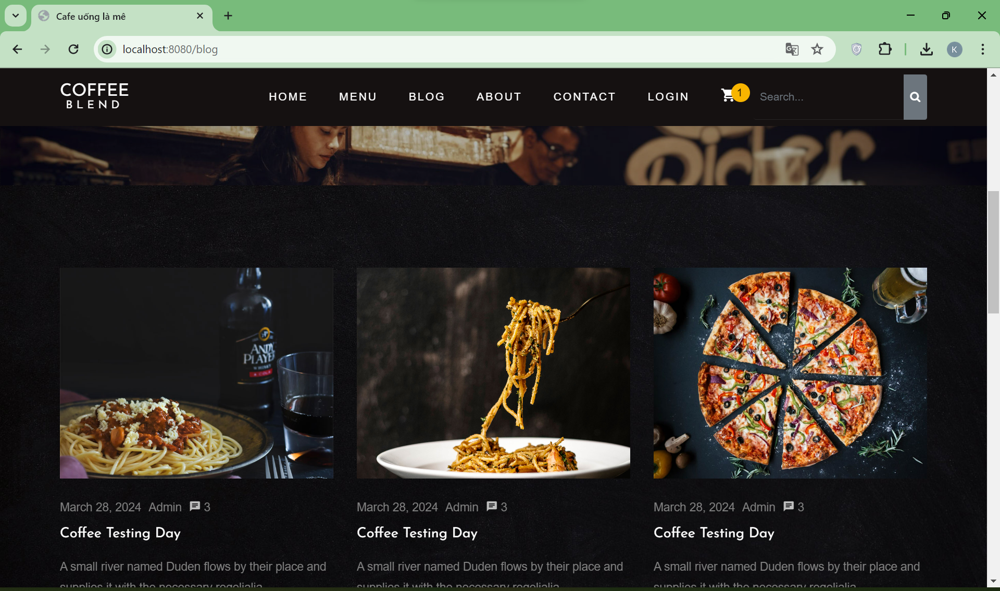 Cafe uống là mê
localhost:8080/blog
K
COFFEE
BLEND
HOME MENU BLOG ABOUT CONTACT LOGIN 1 Search...
ANDY
PLAYER
WHISKY
& COLA
March 28, 2024 Admin 3
Coffee Testing Day
A small river named Duden flows by their place and
supplies it with the necessary regelialia.
March 28, 2024 Admin 3
Coffee Testing Day
A small river named Duden flows by their place and
supplies it with the necessary regelialia.
March 28, 2024 Admin 3
Coffee Testing Day
A small river named Duden flows by their place and
supplies it with the necessary regelialia.